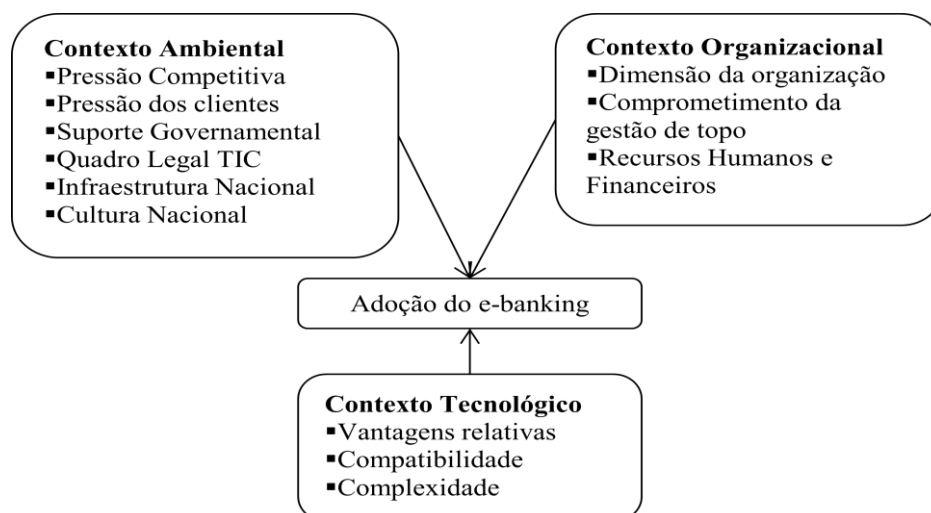 Contexto Ambiental
▪Pressão Competitiva
▪Pressão dos clientes
▪Suporte Governamental
▪Quadro Legal TIC
▪Infraestrutura Nacional
▪Cultura Nacional
Contexto Organizacional
▪Dimensão da organização
▪Comprometimento da
gestão de topo
▪Recursos Humanos e
Financeiros
Adoção do e-banking
Contexto Tecnológico
▪Vantagens relativas
▪Compatibilidade
▪Complexidade